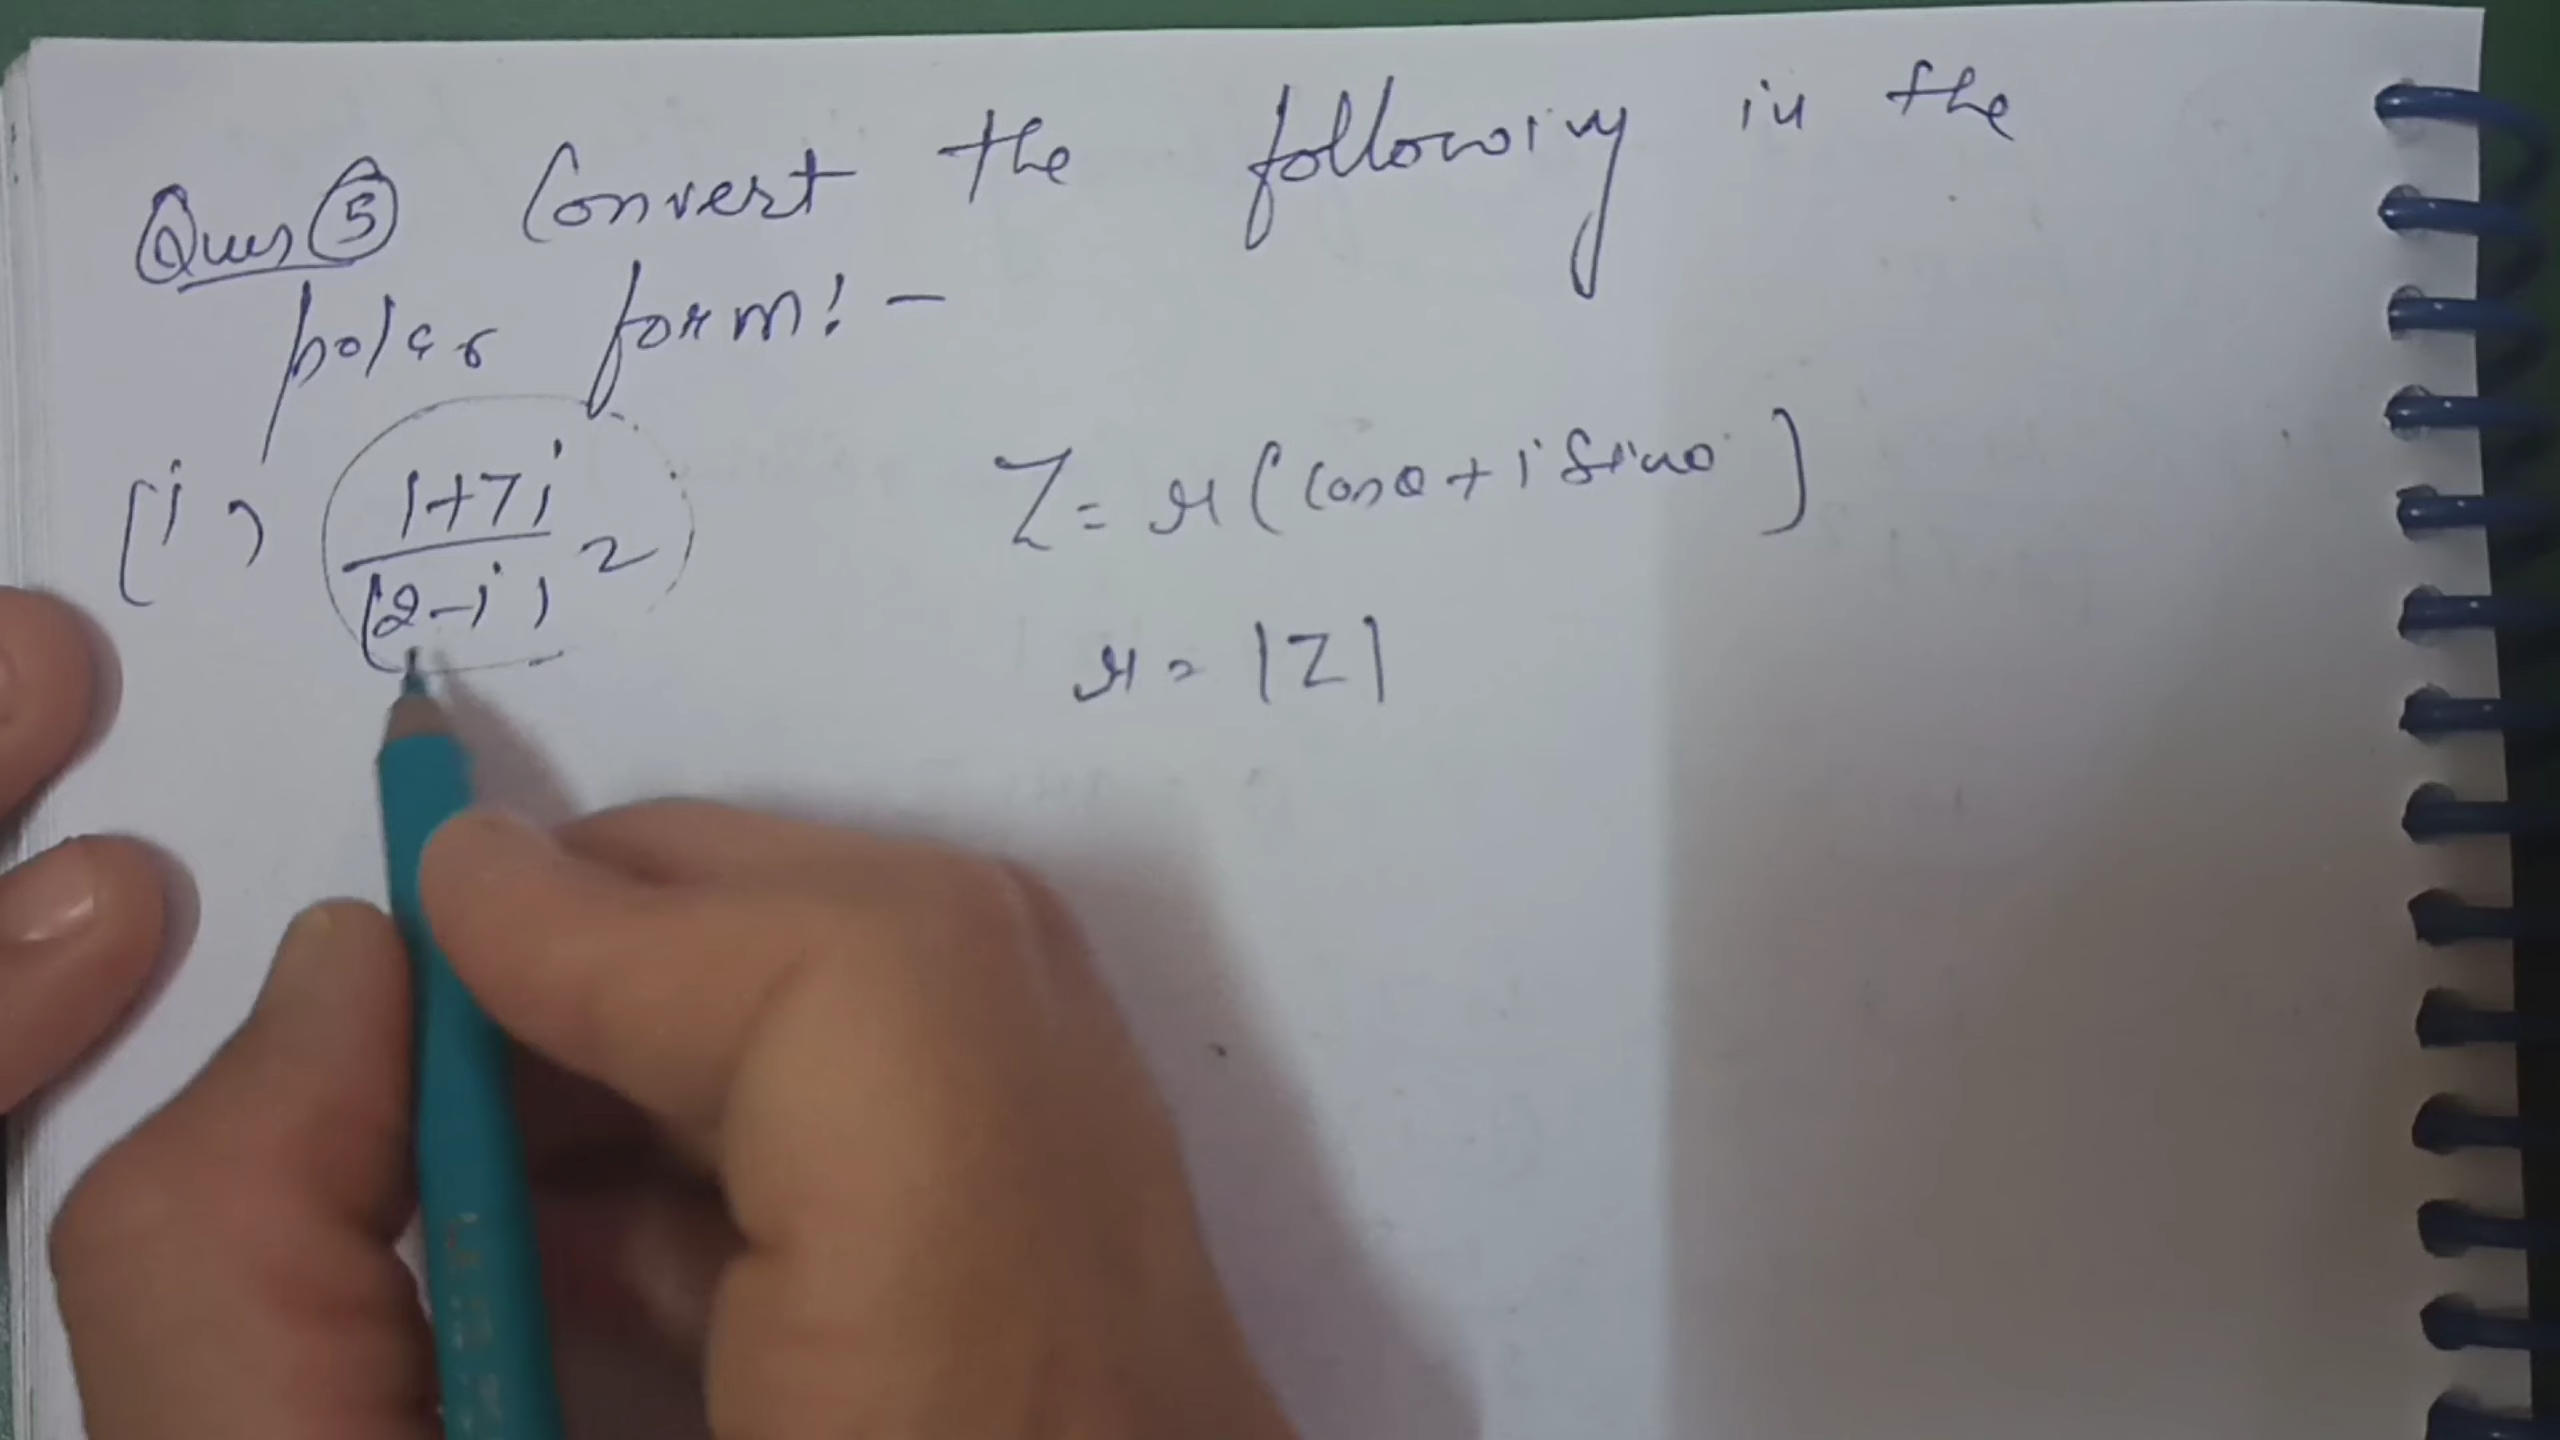 Ques 5 Convert the following in the
polar form:-
(i) 1+7i / (2-i)²
Z = r(cosθ + i sinθ)
r = |Z|